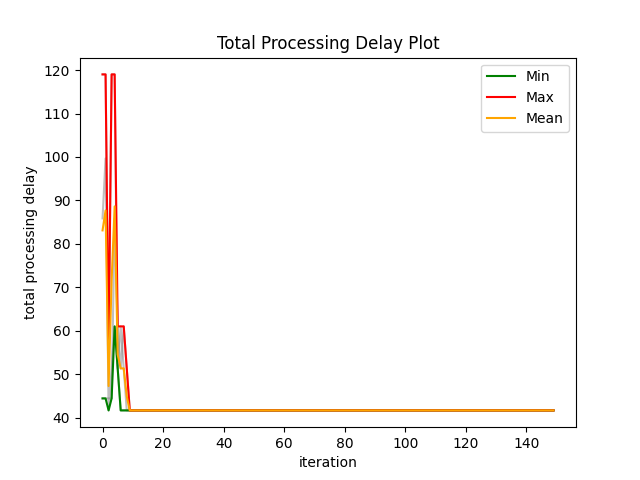 Total Processing Delay Plot
Min
Max
Mean
total processing delay
120
110
100
90
80
70
60
50
40
0 20 40 60 80 100 120 140
iteration